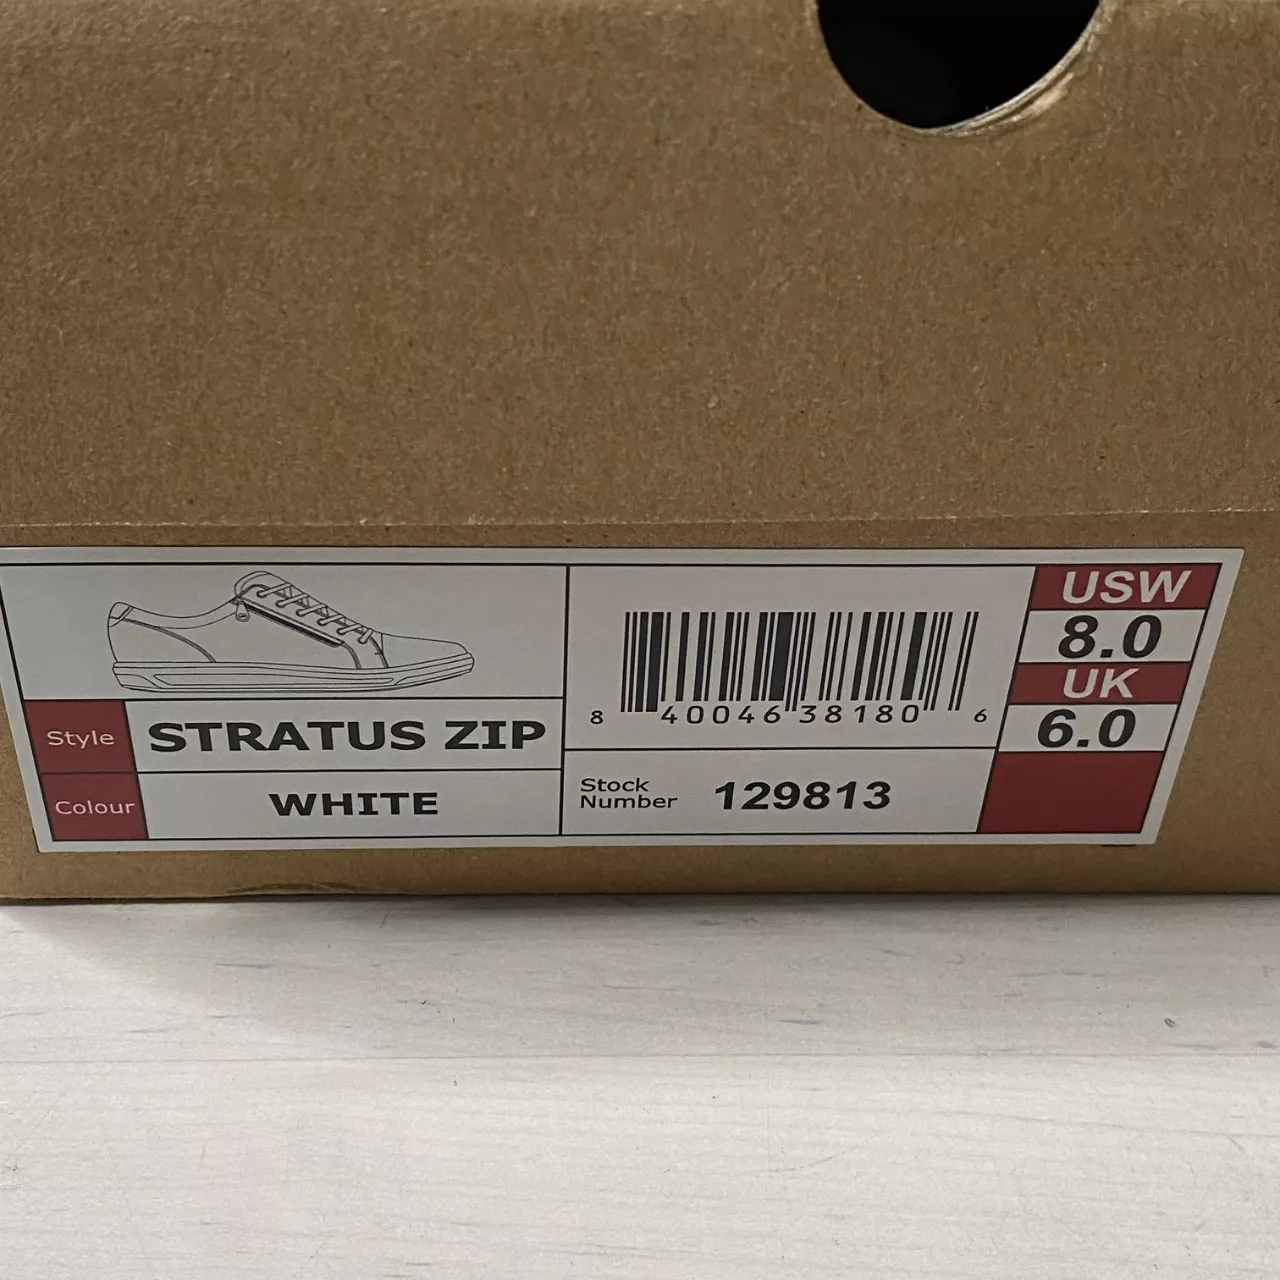 Style
STRATUS ZIP
Colour
WHITE
8 40046 38180 6
Stock
Number
129813
USW
8.0
UK
6.0